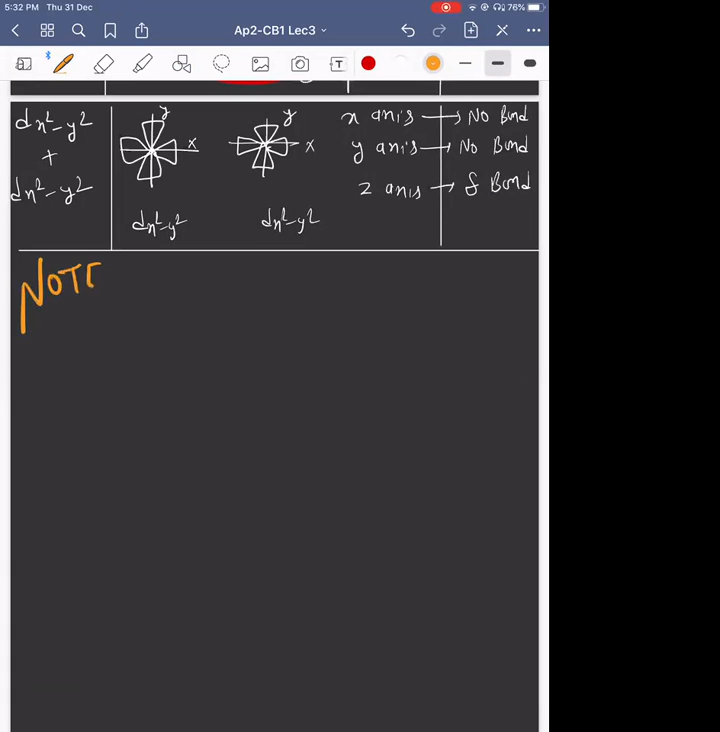 5:32 PM Thu 31 Dec
76%
Ap2-CB1 Lec3
T
dx²-y² + dx²-y²
y x
dx²-y²
y x
dx²-y²
x axis → No Bond
y axis → No Bond
z axis → δ Bond
NOTE